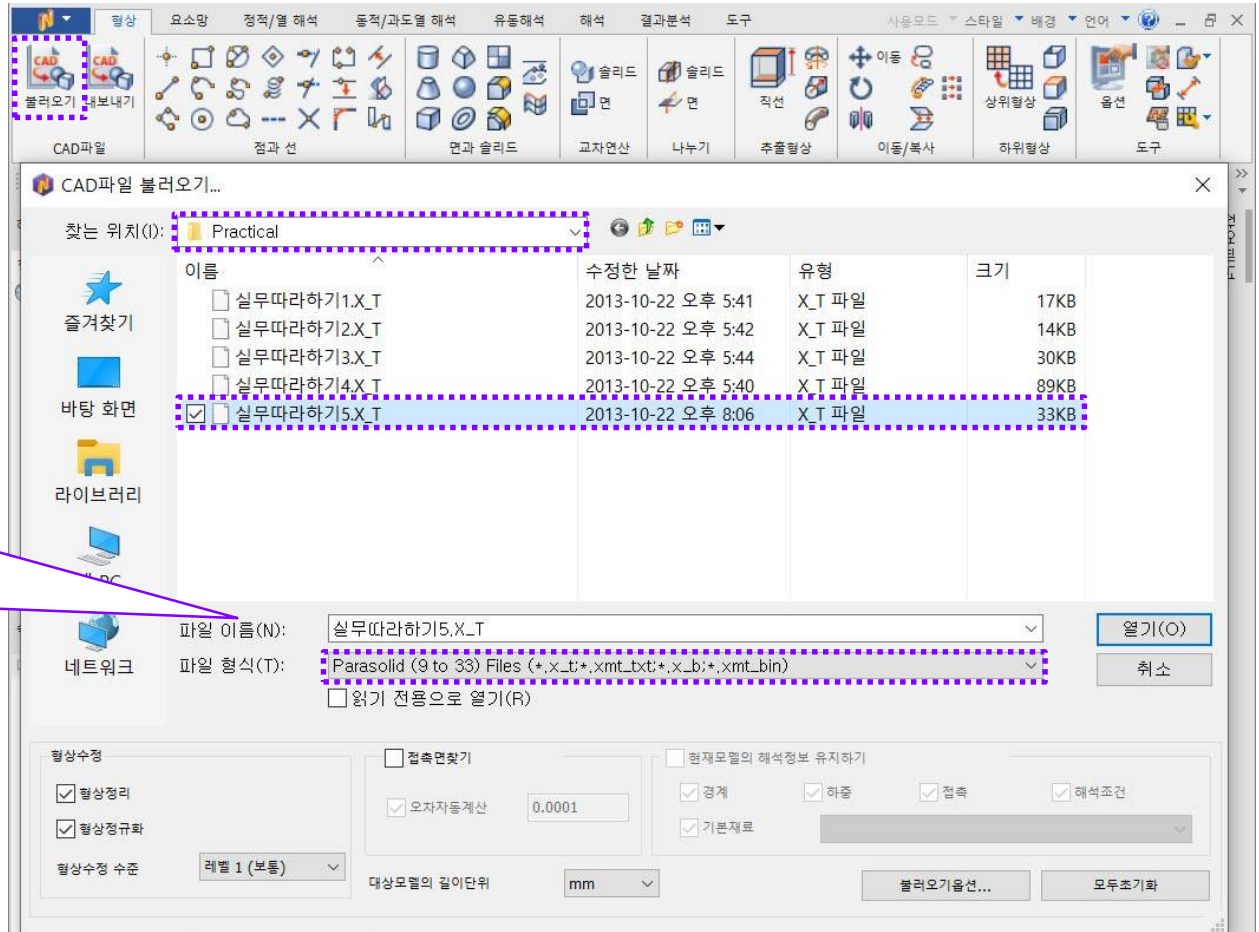 형상 요소망 정적/열 해석 동적/과도열 해석 유동해석 해석 결과분석 도구 사용모드 스타일 배경 언어
CAD CAD
불러오기 내보내기
이동
솔리드 솔리드
면 면
직선 상위형상 옵션
CAD파일 점과 선 면과 솔리드 교차연산 나누기 추출형상 이동/복사 하위형상 도구
CAD파일 불러오기...
찾는 위치(I): Practical
이름 수정한 날짜 유형 크기
실무따라하기1.X_T 2013-10-22 오후 5:41 X_T 파일 17KB
실무따라하기2.X_T 2013-10-22 오후 5:42 X_T 파일 14KB
실무따라하기3.X_T 2013-10-22 오후 5:44 X_T 파일 30KB
실무따라하기4.X_T 2013-10-22 오후 5:40 X_T 파일 89KB
실무따라하기5.X_T 2013-10-22 오후 8:06 X_T 파일 33KB
즐겨찾기
바탕 화면
라이브러리
PC
네트워크
파일 이름(N): 실무따라하기5.X_T 열기(O)
파일 형식(T): Parasolid (9 to 33) Files (*.x_t;*.xmt_txt;*.x_b;*.xmt_bin) 취소
읽기 전용으로 열기(R)
형상수정 접촉면찾기 현재모델의 해석정보 유지하기
형상정리 오차자동계산 0.0001 경계 하중 접촉 해석조건
형상정규화 기본재료
형상수정 수준 레벨 1 (보통) 대상모델의 길이단위 mm 불러오기옵션... 모두초기화